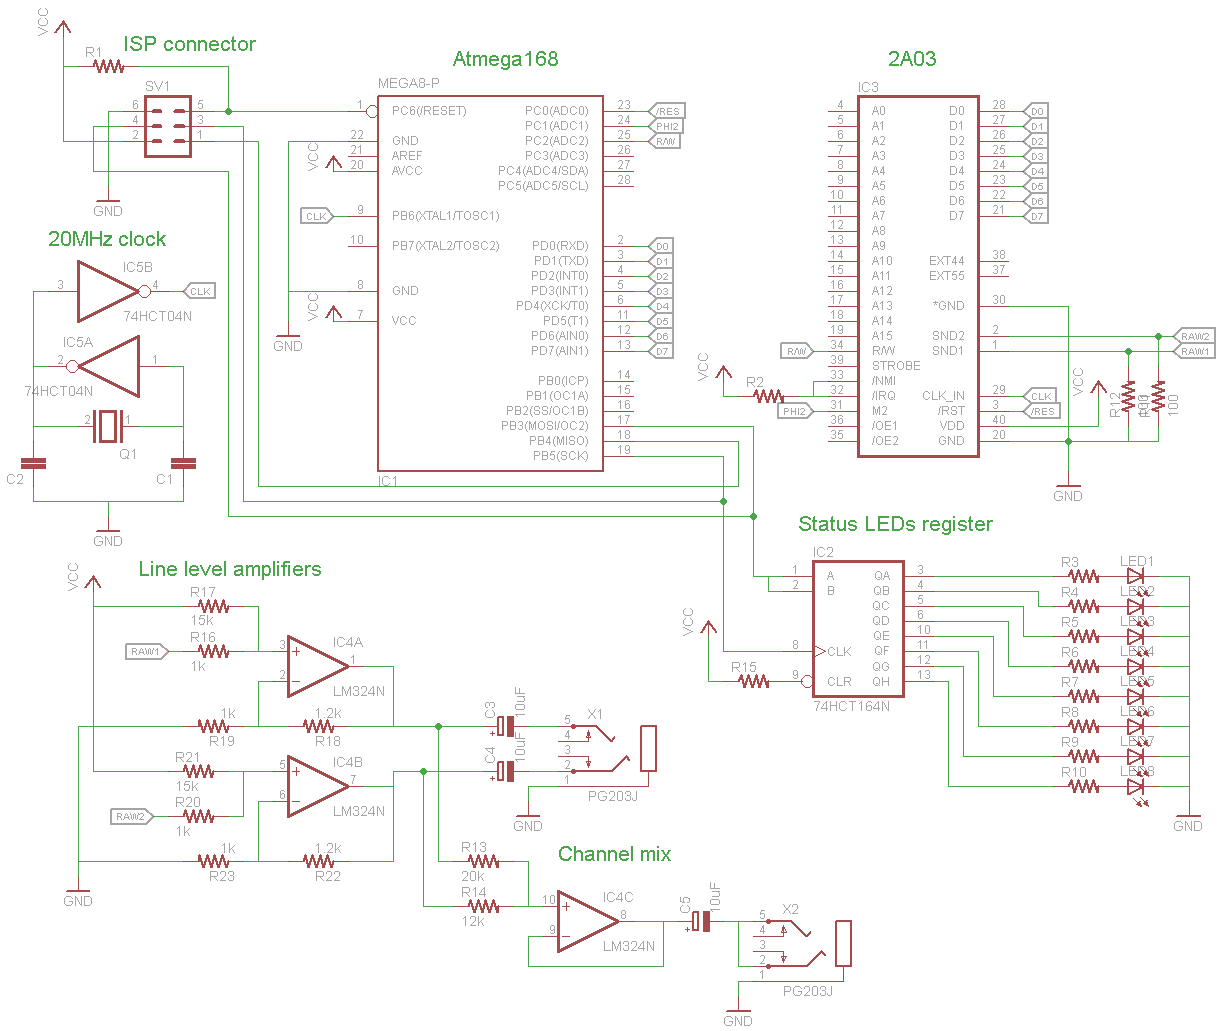 VCC
ISP connector
R1
SV1
6 5
4 3
2 1
GND
20MHz clock
IC5B
3 4
CLK
74HCT04N
IC5A
2 1
74HCT04N
2 1
Q1
C2 C1
GND
Atmega168
MEGA8-P
1 PC6(/RESET)
22 GND
21 AREF
VCC 20 AVCC
CLK 9 PB6(XTAL1/TOSC1)
10 PB7(XTAL2/TOSC2)
8 GND
VCC 7 VCC
GND
PC0(ADC0) 23 /RES
PC1(ADC1) 24 PHI2
PC2(ADC2) 25 R/W
PC3(ADC3) 26
PC4(ADC4/SDA) 27
PC5(ADC5/SCL) 28
PD0(RXD) 2 D0
PD1(TXD) 3 D1
PD2(INT0) 4 D2
PD3(INT1) 5 D3
PD4(XCK/T0) 6 D4
PD5(T1) 11 D5
PD6(AIN0) 12 D6
PD7(AIN1) 13 D7
PB0(ICP) 14
PB1(OC1A) 15
PB2(SS/OC1B) 16
PB3(MOSI/OC2) 17
PB4(MISO) 18
PB5(SCK) 19
IC1
2A03
IC3
4 A0
5 A1
6 A2
7 A3
8 A4
9 A5
10 A6
11 A7
12 A8
13 A9
14 A10
15 A11
16 A12
17 A13
18 A14
19 A15
R/W 34 R/W
35 STROBE
33 /NMI
32 /IRQ
PHI2 31 M2
36 /OE1
35 /OE2
VCC
R2
D0 28 D0
D1 27 D1
D2 26 D2
D3 25 D3
D4 24 D4
D5 23 D5
D6 22 D6
D7 21 D7
EXT44 38
EXT55 37
*GND 30
SND2 2 RAW2
SND1 1 RAW1
CLK_IN 29 CLK
/RST 3 /RES
VDD 40
GND 20
VCC
R12
100
GND
Status LEDs register
IC2
1 A
2 B
8 CLK
9 CLR
VCC
R15
QA 3
QB 4
QC 5
QD 6
QE 10
QF 11
QG 12
QH 13
74HCT164N
R3 LED1
R4 LED2
R5 LED3
R6 LED4
R7 LED5
R8 LED6
R9 LED7
R10 LED8
GND
Line level amplifiers
VCC
R17
15k
R16
RAW1
1k
3 +
2 −
1
IC4A
LM324N
1k
R19
1.2k
R18
R21
15k
R20
RAW2
1k
5 +
6 −
7
IC4B
LM324N
1k
R23
1.2k
R22
GND
C3
+
10uF
C4
+
10uF
X1
5
4
3
2
1
PG203J
GND
Channel mix
R13
20k
R14
12k
10 +
9 −
8
IC4C
LM324N
C5
+
10uF
X2
5
4
3
2
1
PG203J
GND